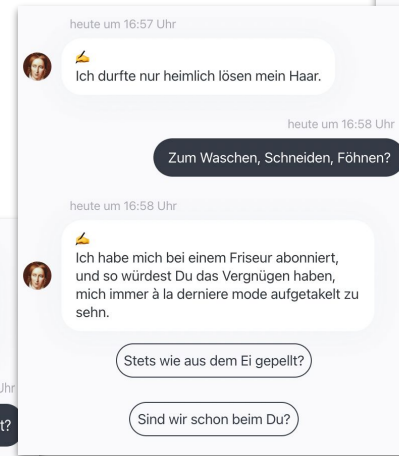 heute um 16:57 Uhr
✍️
Ich durfte nur heimlich lösen mein Haar.
heute um 16:58 Uhr
Zum Waschen, Schneiden, Föhnen?
heute um 16:58 Uhr
✍️
Ich habe mich bei einem Friseur abonniert,
und so würdest Du das Vergnügen haben,
mich immer à la derniere mode aufgetakelt zu
sehn.
Stets wie aus dem Ei gepellt?
Uhr
t?
Sind wir schon beim Du?